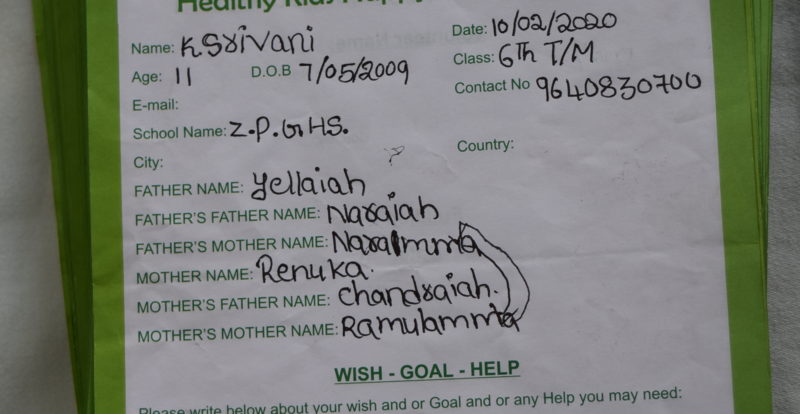 Healthy Kids Happy
Name: K Srivani
Date: 10/02/2020
Age: 11 D.O.B 7/05/2009
Class: 6Th T/M
E-mail:
Contact No 9640830700
School Name: Z.P.G.HS.
City:
Country:
FATHER NAME: Yellaiah
FATHER'S FATHER NAME: Narsaiah
FATHER'S MOTHER NAME: Narsalmma
MOTHER NAME: Renuka.
MOTHER'S FATHER NAME: Chandraiah.
MOTHER'S MOTHER NAME: Ramulamma
WISH - GOAL - HELP
Please write below about your wish and or Goal and or any Help you may need: